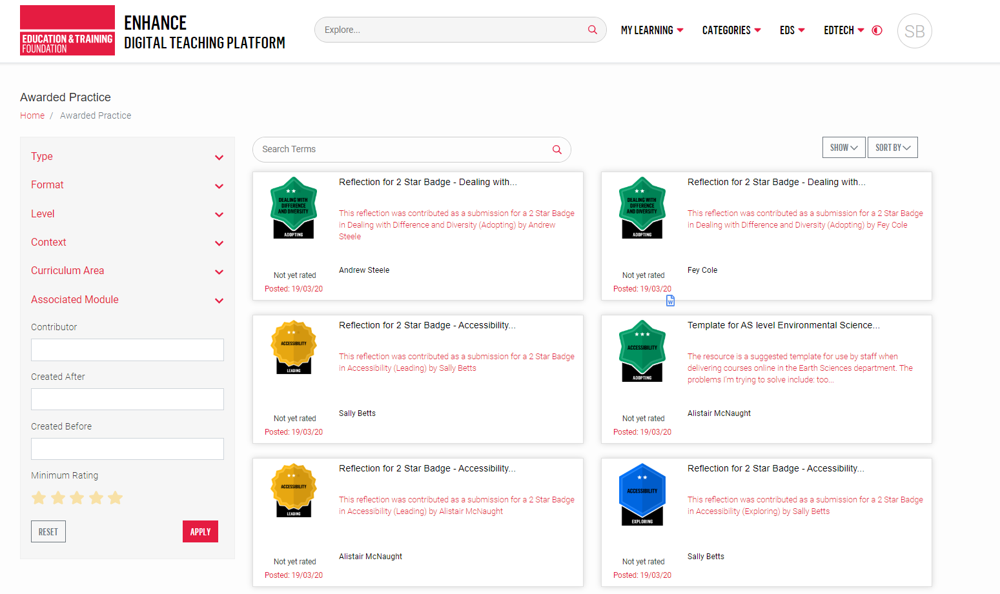 EDUCATION & TRAINING
FOUNDATION
ENHANCE
DIGITAL TEACHING PLATFORM
Explore...
MY LEARNING
CATEGORIES
EDS
EDTECH
SB
Awarded Practice
Home / Awarded Practice
Type
Format
Level
Context
Curriculum Area
Associated Module
Contributor
Created After
Created Before
Minimum Rating
RESET
APPLY
Search Terms
SHOW
SORT BY
DEALING WITH
DIFFERENCE
AND DIVERSITY
ADOPTING
Not yet rated
Posted: 19/03/20
Reflection for 2 Star Badge - Dealing with...
This reflection was contributed as a submission for a 2 Star Badge
in Dealing with Difference and Diversity (Adopting) by Andrew
Steele
Andrew Steele
DEALING WITH
DIFFERENCE
AND DIVERSITY
ADOPTING
Not yet rated
Posted: 19/03/20
Reflection for 2 Star Badge - Dealing with...
This reflection was contributed as a submission for a 2 Star Badge
in Dealing with Difference and Diversity (Adopting) by Fey Cole
Fey Cole
W
ACCESSIBILITY
LEADING
Not yet rated
Posted: 19/03/20
Reflection for 2 Star Badge - Accessibility...
This reflection was contributed as a submission for a 2 Star Badge
in Accessibility (Leading) by Sally Betts
Sally Betts
ACCESSIBILITY
ADOPTING
Not yet rated
Posted: 19/03/20
Template for AS level Environmental Science...
The resource is a suggested template for use by staff when
delivering courses online in the Earth Sciences department. The
problems I'm trying to solve include: too...
Alistair McNaught
ACCESSIBILITY
LEADING
Not yet rated
Posted: 19/03/20
Reflection for 2 Star Badge - Accessibility...
This reflection was contributed as a submission for a 2 Star Badge
in Accessibility (Leading) by Alistair McNaught
Alistair McNaught
ACCESSIBILITY
EXPLORING
Not yet rated
Posted: 19/03/20
Reflection for 2 Star Badge - Accessibility...
This reflection was contributed as a submission for a 2 Star Badge
in Accessibility (Exploring) by Sally Betts
Sally Betts